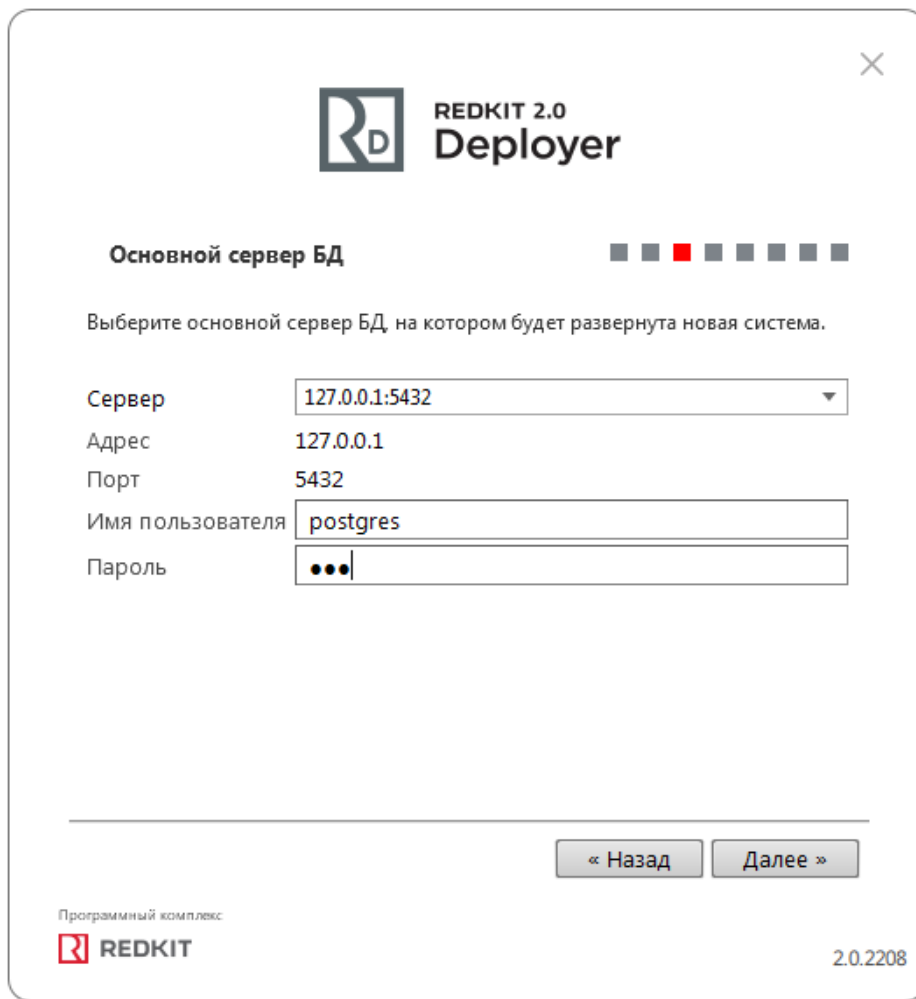 REDKIT 2.0
Deployer
Основной сервер БД
Выберите основной сервер БД, на котором будет развернута новая система.
Сервер 127.0.0.1:5432
Адрес 127.0.0.1
Порт 5432
Имя пользователя postgres
Пароль •••
« Назад Далее »
Программный комплекс
REDKIT
2.0.2208